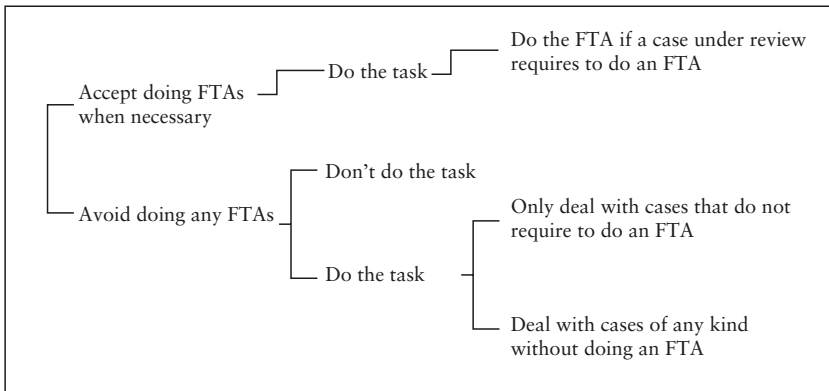 Do the FTA if a case under review
requires to do an FTA
Do the task
Accept doing FTAs
when necessary
Don't do the task
Avoid doing any FTAs
Only deal with cases that do not
require to do an FTA
Do the task
Deal with cases of any kind
without doing an FTA